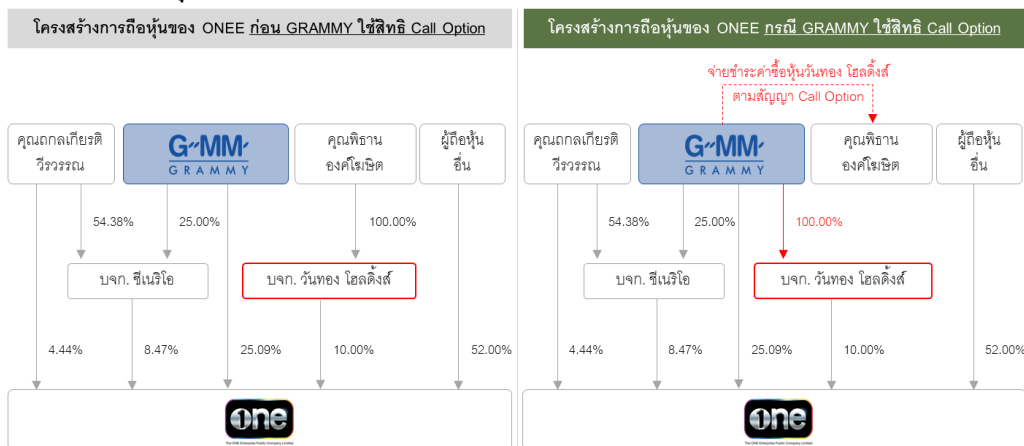 โครงสร้างการถือหุ้นของ ONEE ก่อน GRAMMY ใช้สิทธิ Call Option
คุณถกลเกียรติ
วีรวรรณ
G"MM'
GRAMMY
คุณพิธาน
องค์โฆษิต
ผู้ถือหุ้น
อื่น
54.38%
25.00%
100.00%
บจก. ซีเนริโอ
บจก. วันทอง โฮลดิ้งส์
4.44%
8.47%
25.09%
10.00%
52.00%
one
The ONE Enterprise Public Company Limited
โครงสร้างการถือหุ้นของ ONEE กรณี GRAMMY ใช้สิทธิ Call Option
จ่ายชำระค่าซื้อหุ้นวันทอง โฮลดิ้งส์
ตามสัญญา Call Option
คุณถกลเกียรติ
วีรวรรณ
G"MM'
GRAMMY
คุณพิธาน
องค์โฆษิต
ผู้ถือหุ้น
อื่น
54.38%
25.00%
100.00%
บจก. ซีเนริโอ
บจก. วันทอง โฮลดิ้งส์
4.44%
8.47%
25.09%
10.00%
52.00%
one
The ONE Enterprise Public Company Limited